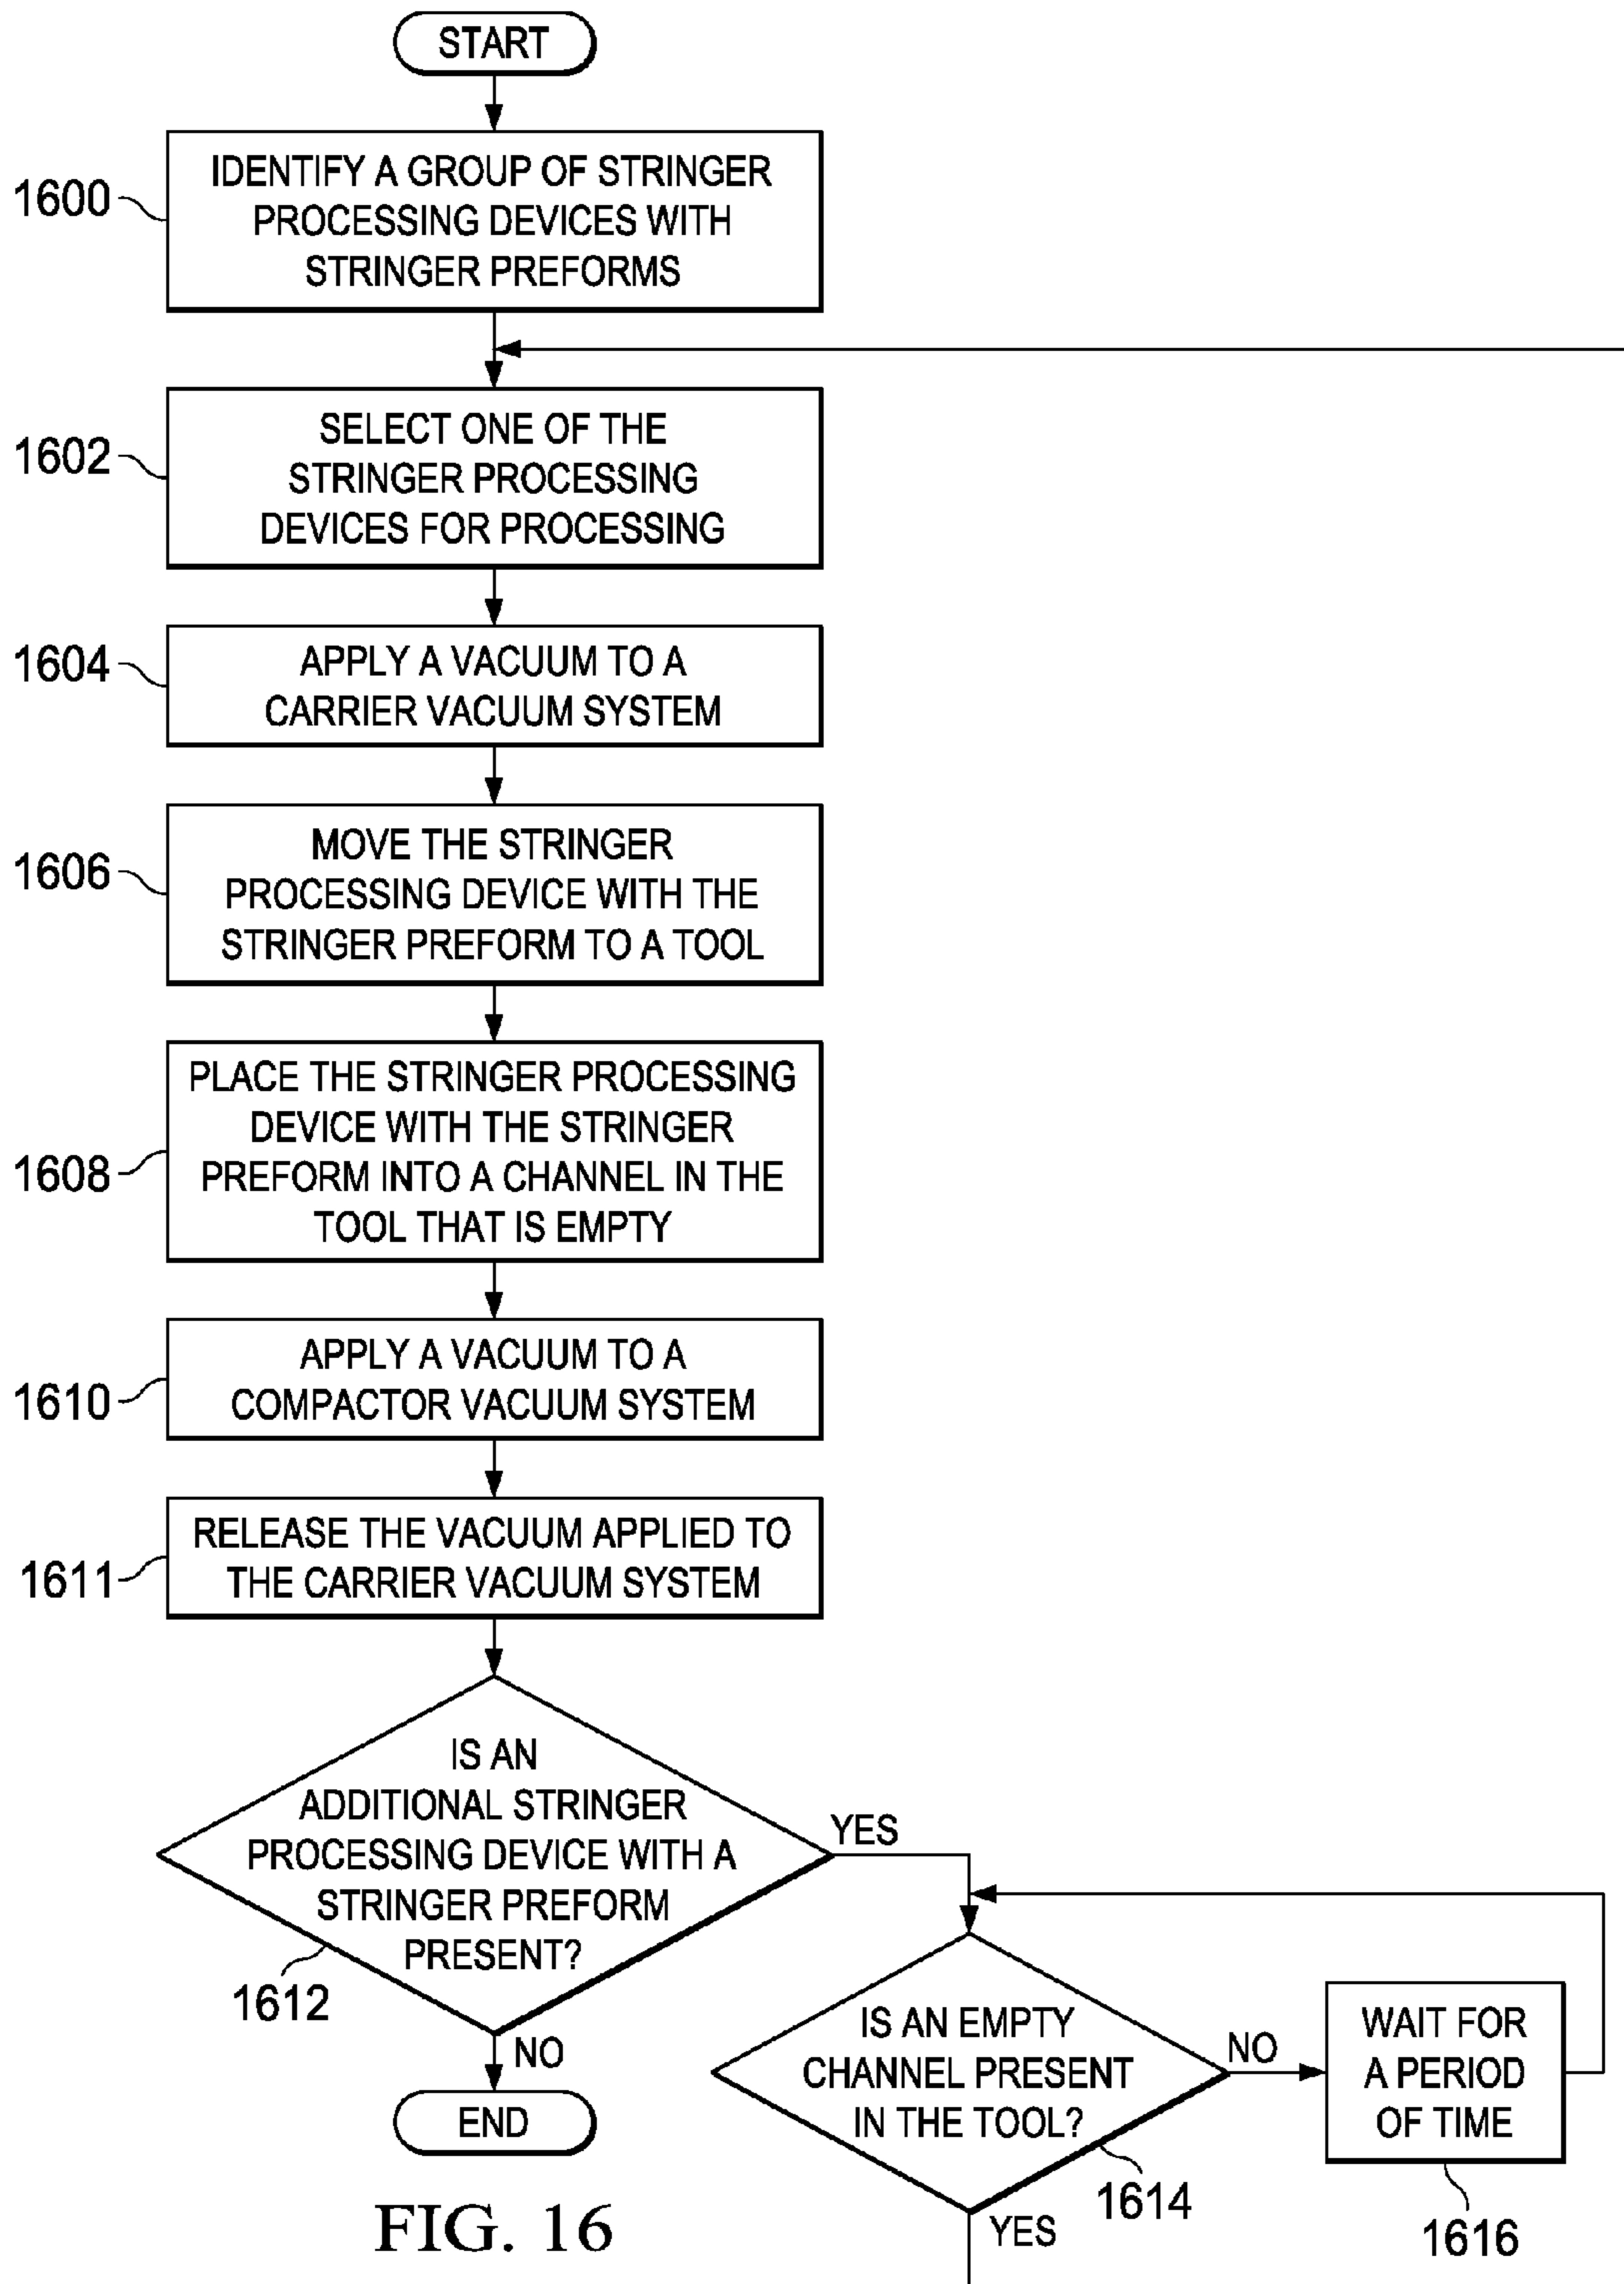 START
1600
IDENTIFY A GROUP OF STRINGER
PROCESSING DEVICES WITH
STRINGER PREFORMS
1602
SELECT ONE OF THE
STRINGER PROCESSING
DEVICES FOR PROCESSING
1604
APPLY A VACUUM TO A
CARRIER VACUUM SYSTEM
1606
MOVE THE STRINGER
PROCESSING DEVICE WITH THE
STRINGER PREFORM TO A TOOL
1608
PLACE THE STRINGER PROCESSING
DEVICE WITH THE STRINGER
PREFORM INTO A CHANNEL IN THE
TOOL THAT IS EMPTY
1610
APPLY A VACUUM TO A
COMPACTOR VACUUM SYSTEM
1611
RELEASE THE VACUUM APPLIED TO
THE CARRIER VACUUM SYSTEM
IS AN
ADDITIONAL STRINGER
PROCESSING DEVICE WITH A
STRINGER PREFORM
PRESENT?
1612
YES
NO
END
IS AN EMPTY
CHANNEL PRESENT
IN THE TOOL?
1614
NO
YES
WAIT FOR
A PERIOD
OF TIME
1616
FIG. 16